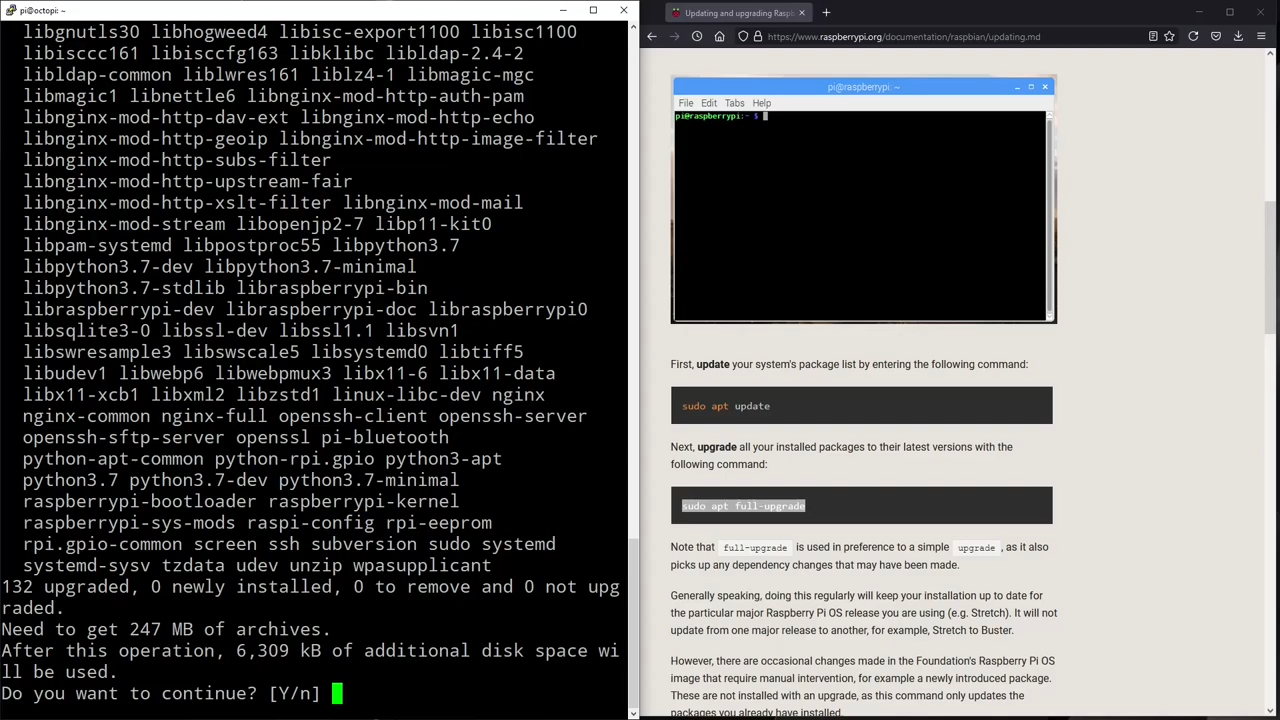 pi@octopi: ~
libgnutls30 libhogweed4 libisc-export1100 libisc1100
libisccc161 libisccfg163 libklibc libldap-2.4-2
libldap-common liblwres161 liblz4-1 libmagic-mgc
libmagic1 libnettle6 libnginx-mod-http-auth-pam
libnginx-mod-http-dav-ext libnginx-mod-http-echo
libnginx-mod-http-geoip libnginx-mod-http-image-filter
libnginx-mod-http-subs-filter
libnginx-mod-http-upstream-fair
libnginx-mod-http-xslt-filter libnginx-mod-mail
libnginx-mod-stream libopenjp2-7 libp11-kit0
libpam-systemd libpostproc55 libpython3.7
libpython3.7-dev libpython3.7-minimal
libpython3.7-stdlib libraspberrypi-bin
libraspberrypi-dev libraspberrypi-doc libraspberrypi0
libsqlite3-0 libssl-dev libssl1.1 libsvn1
libswresample3 libswscale5 libsystemd0 libtiff5
libudev1 libwebp6 libwebpmux3 libx11-6 libx11-data
libx11-xcb1 libxml2 libzstd1 linux-libc-dev nginx
nginx-common nginx-full openssh-client openssh-server
openssh-sftp-server openssl pi-bluetooth
python-apt-common python-rpi.gpio python3-apt
python3.7 python3.7-dev python3.7-minimal
raspberrypi-bootloader raspberrypi-kernel
raspberrypi-sys-mods raspi-config rpi-eeprom
rpi.gpio-common screen ssh subversion sudo systemd
systemd-sysv tzdata udev unzip wpasupplicant
132 upgraded, 0 newly installed, 0 to remove and 0 not upg
raded.
Need to get 247 MB of archives.
After this operation, 6,309 kB of additional disk space wi
ll be used.
Do you want to continue? [Y/n]
Updating and upgrading Raspb
https://www.raspberrypi.org/documentation/raspbian/updating.md
pi@raspberrypi: ~
File Edit Tabs Help
pi@raspberrypi:~ $
First, update your system's package list by entering the following command:
sudo apt update
Next, upgrade all your installed packages to their latest versions with the
following command:
sudo apt full-upgrade
Note that full-upgrade is used in preference to a simple upgrade , as it also
picks up any dependency changes that may have been made.
Generally speaking, doing this regularly will keep your installation up to date for
the particular major Raspberry Pi OS release you are using (e.g. Stretch). It will not
update from one major release to another, for example, Stretch to Buster.
However, there are occasional changes made in the Foundation's Raspberry Pi OS
image that require manual intervention, for example a newly introduced package.
These are not installed with an upgrade, as this command only updates the
packages you already have installed.